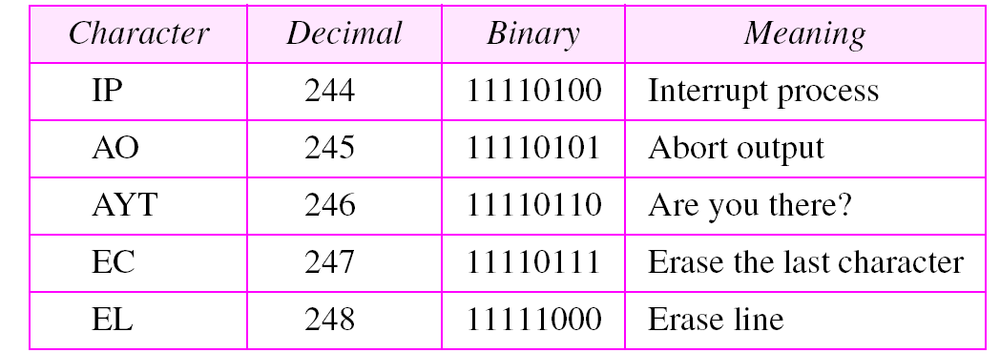 Character Decimal Binary Meaning
IP 244 11110100 Interrupt process
AO 245 11110101 Abort output
AYT 246 11110110 Are you there?
EC 247 11110111 Erase the last character
EL 248 11111000 Erase line